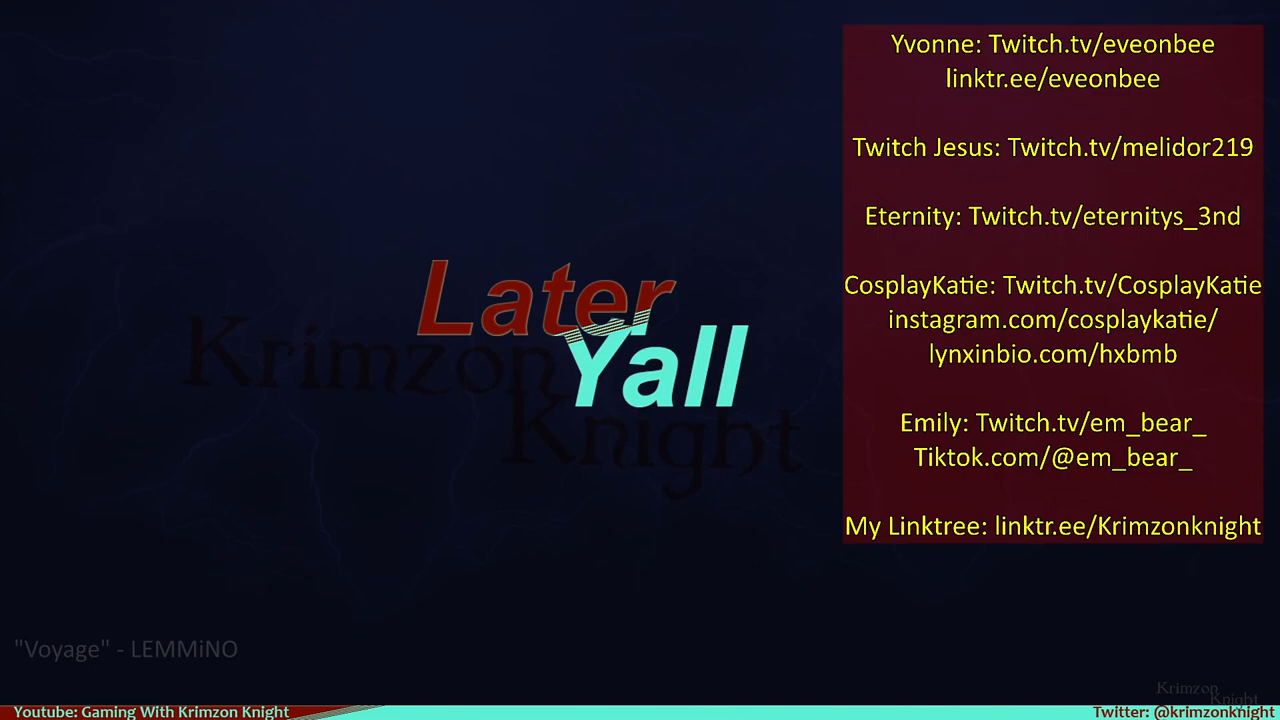 Yvonne: Twitch.tv/eveonbee
linktr.ee/eveonbee
Twitch Jesus: Twitch.tv/melidor219
Eternity: Twitch.tv/eternitys_3nd
CosplayKatie: Twitch.tv/CosplayKatie
instagram.com/cosplaykatie/
lynxinbio.com/hxbmb
Emily: Twitch.tv/em_bear_
Tiktok.com/@em_bear_
My Linktree: linktr.ee/Krimzonknight
Later
Yall
Krimzon
Knight
"Voyage" - LEMMiNO
Krimzon
Knight
Youtube: Gaming With Krimzon Knight
Twitter: @krimzonknight